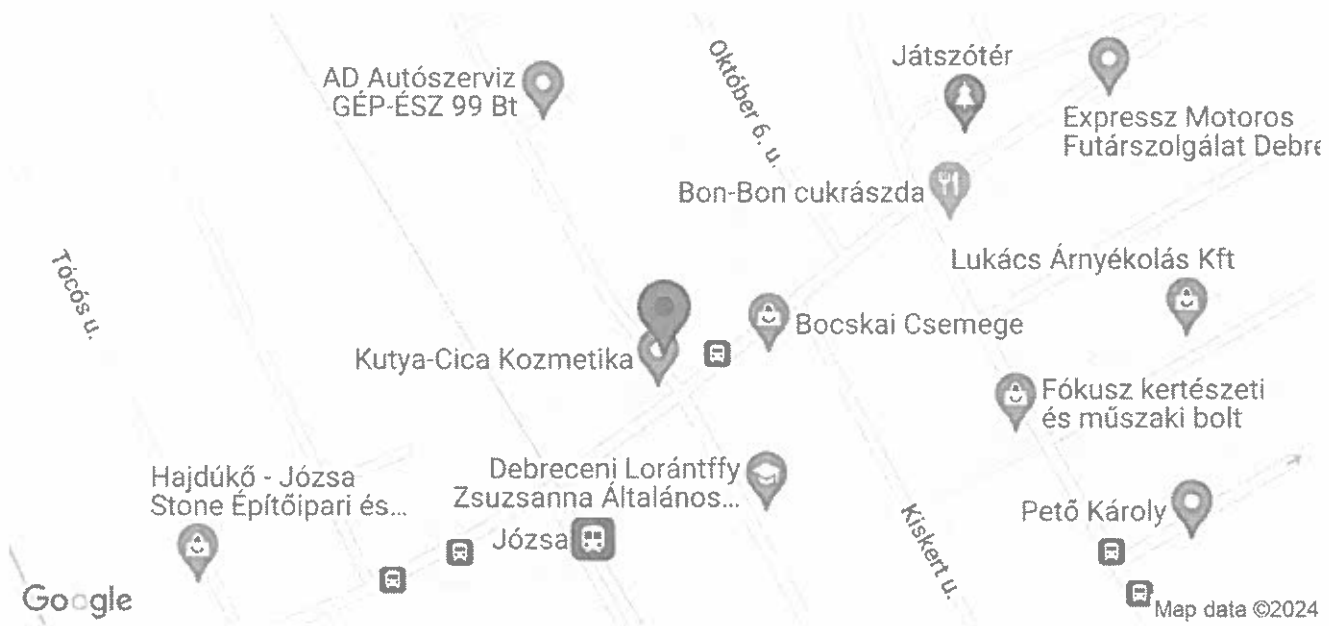 Október 6. u.
Játszótér
AD Autószerviz
GÉP-ÉSZ 99 Bt
Expressz Motoros
Futárszolgálat Debre
Bon-Bon cukrászda
Tócós u.
Lukács Árnyékolás Kft
Bocskai Csemege
Kutya-Cica Kozmetika
Fókusz kertészeti
és műszaki bolt
Debreceni Lorántffy
Zsuzsanna Általános...
Hajdúkő - Józsa
Stone Építőipari és...
Pető Károly
Józsa
Kiskert u.
Google
Map data ©2024